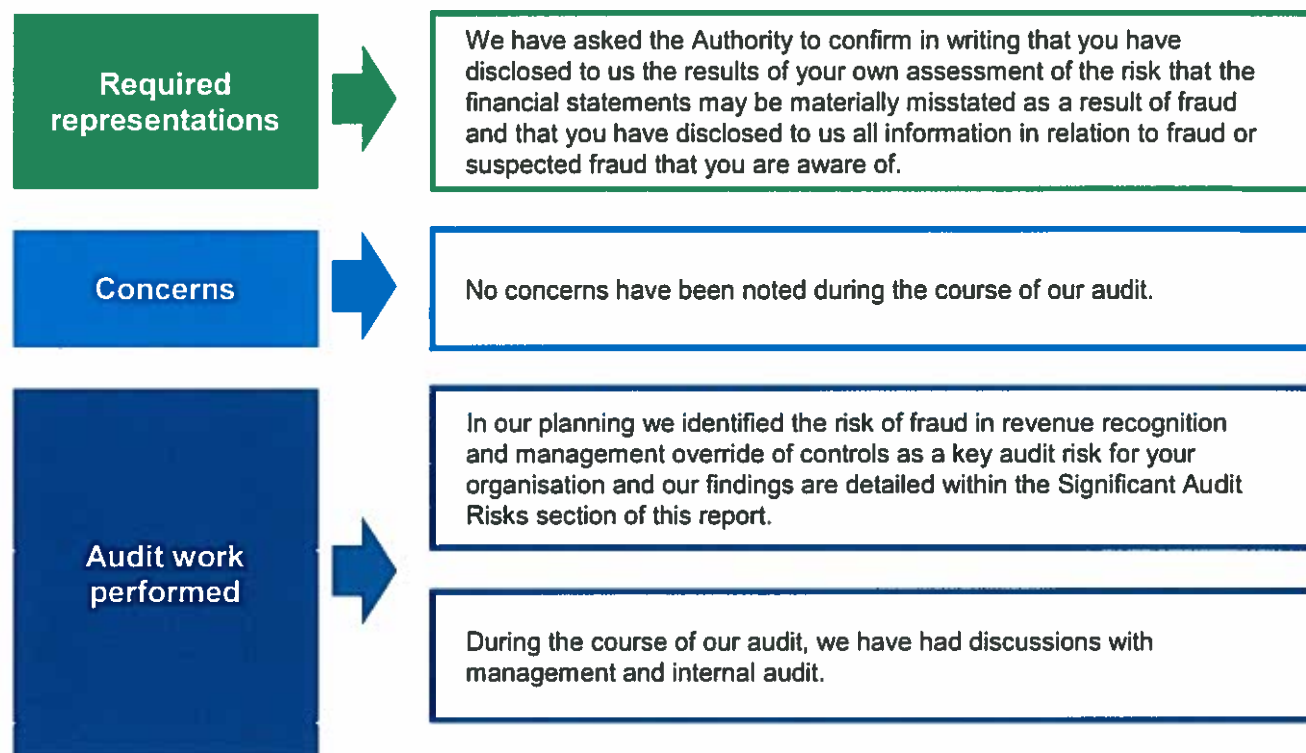 Required
representations
We have asked the Authority to confirm in writing that you have
disclosed to us the results of your own assessment of the risk that the
financial statements may be materially misstated as a result of fraud
and that you have disclosed to us all information in relation to fraud or
suspected fraud that you are aware of.
Concerns
No concerns have been noted during the course of our audit.
Audit work
performed
In our planning we identified the risk of fraud in revenue recognition
and management override of controls as a key audit risk for your
organisation and our findings are detailed within the Significant Audit
Risks section of this report.
During the course of our audit, we have had discussions with
management and internal audit.